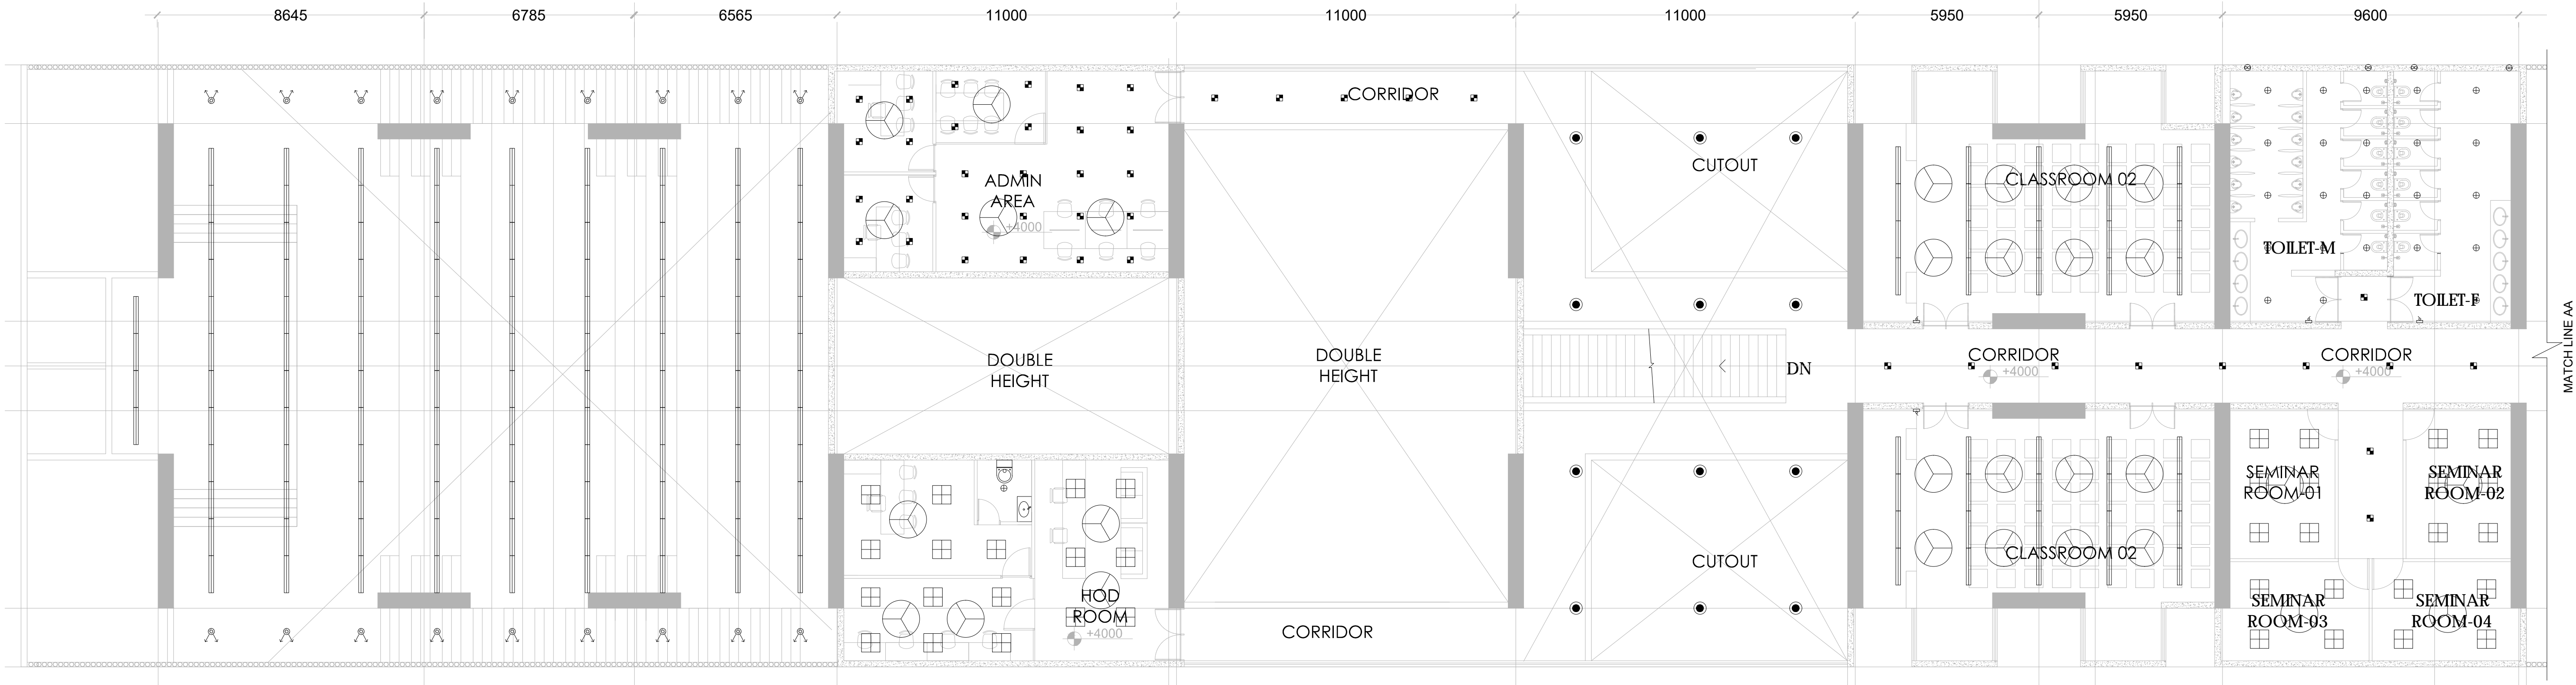 8645
6785
6565
11000
11000
11000
5950
5950
9600
CORRIDOR
CUTOUT
ADMIN
AREA
+4000
CLASSROOM 02
TOILET-M
TOILET-F
DOUBLE
HEIGHT
DOUBLE
HEIGHT
DN
CORRIDOR
+4000
CORRIDOR
+4000
MATCH LINE AA
SEMINAR
ROOM-01
SEMINAR
ROOM-02
CUTOUT
CLASSROOM 02
HOD
ROOM
+4000
CORRIDOR
SEMINAR
ROOM-03
SEMINAR
ROOM-04